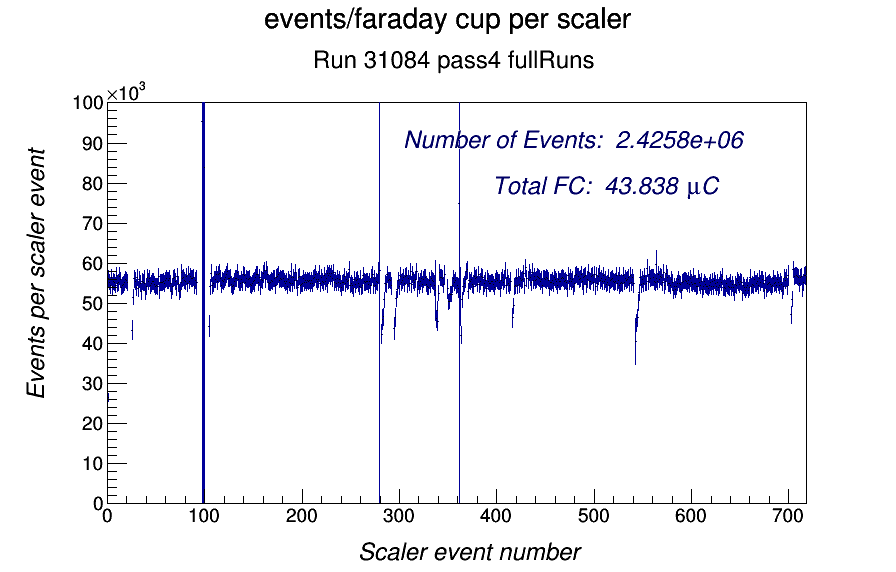 events/faraday cup per scaler
Run 31084 pass4 fullRuns
×10³
100
90
80
70
60
50
40
30
20
10
0
Events per scaler event
Number of Events: 2.4258e+06
Total FC: 43.838 μC
0 100 200 300 400 500 600 700
Scaler event number